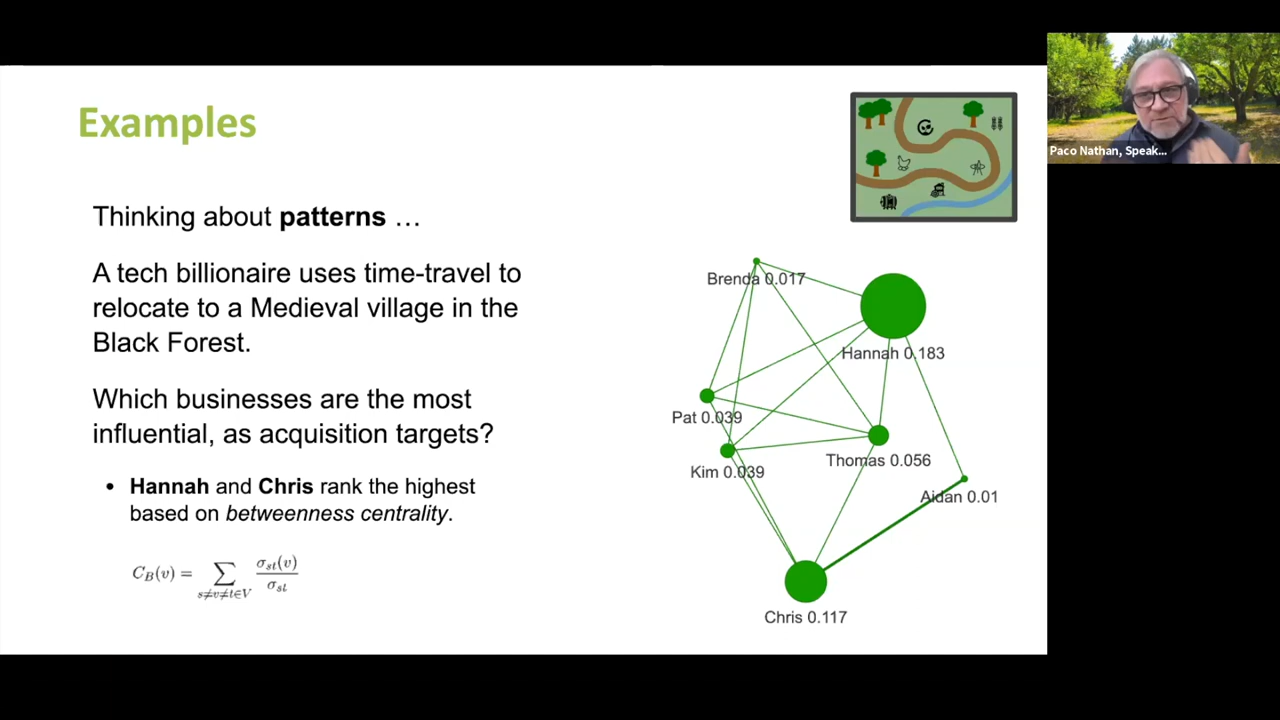 Examples
Thinking about patterns …
A tech billionaire uses time-travel to
relocate to a Medieval village in the
Black Forest.
Which businesses are the most
influential, as acquisition targets?
• Hannah and Chris rank the highest
based on betweenness centrality.
C_B(v) = ∑_{s≠v≠t∈V} σ_st(v) / σ_st
Brenda 0.017
Hannah 0.183
Pat 0.039
Thomas 0.056
Kim 0.039
Aidan 0.01
Chris 0.117
Paco Nathan, Speak...